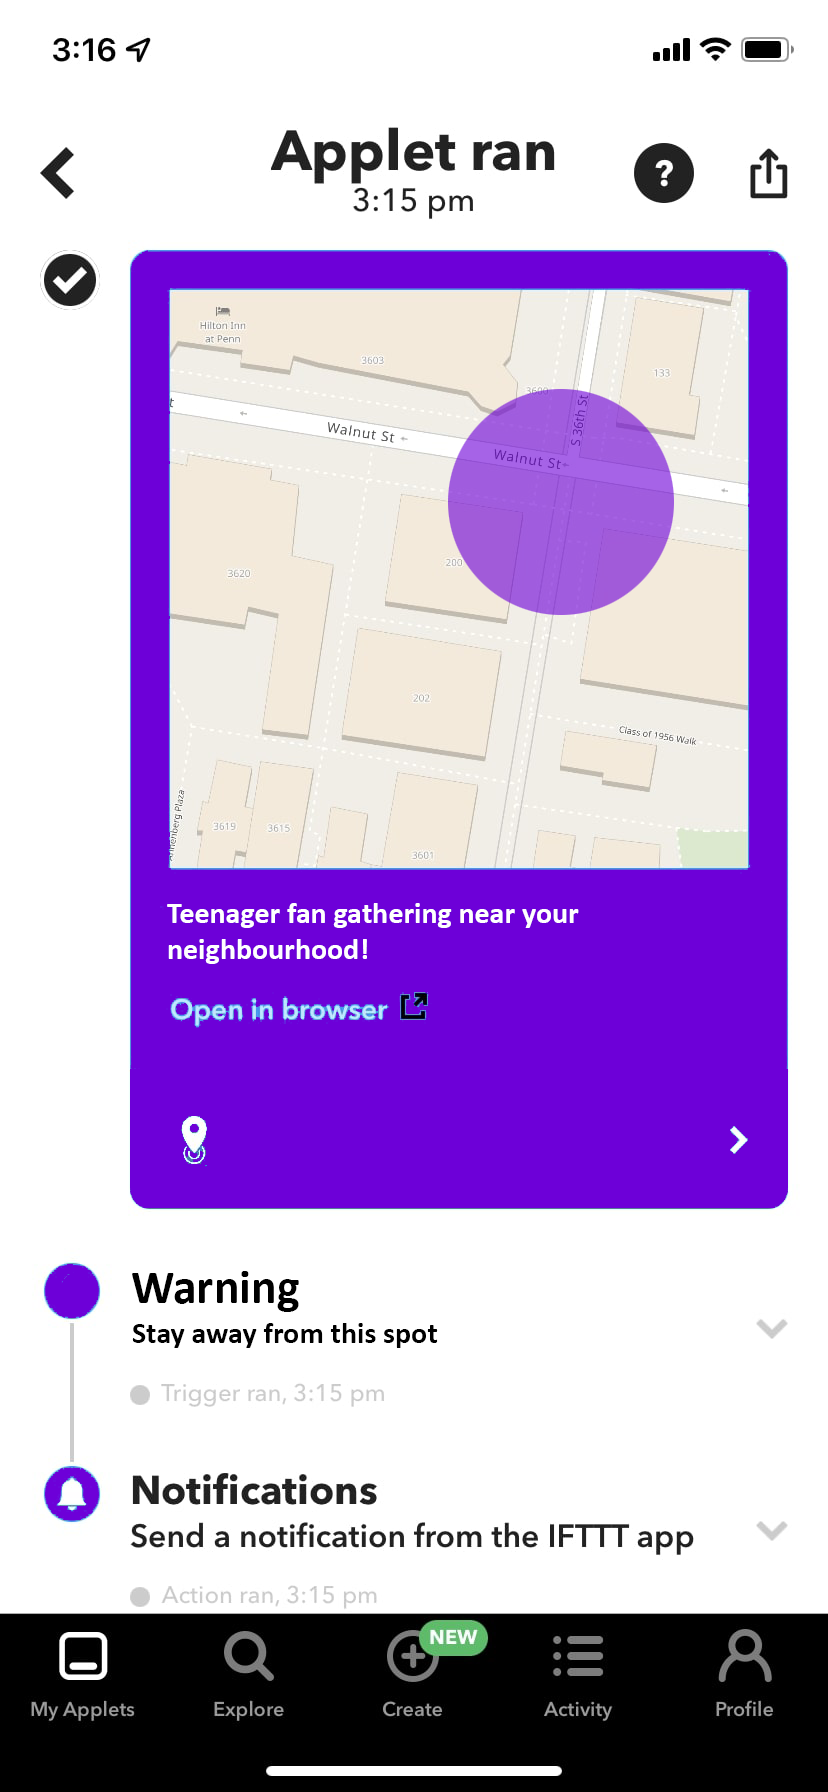 3:16
Applet ran
3:15 pm
?
Hilton Inn
at Penn
3603
133
3600
S 36th St
t
Walnut St
Walnut St
3620
200
202
Class of 1956 Walk
Annenberg Plaza
3619
3615
3601
Teenager fan gathering near your
neighbourhood!
Open in browser
Warning
Stay away from this spot
Trigger ran, 3:15 pm
Notifications
Send a notification from the IFTTT app
Action ran, 3:15 pm
NEW
My Applets
Explore
Create
Activity
Profile